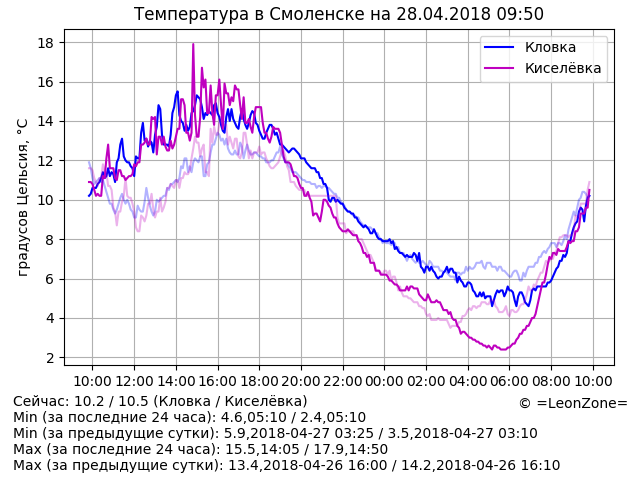 Температура в Смоленске на 28.04.2018 09:50
Кловка
Киселёвка
градусов Цельсия, °C
18
16
14
12
10
8
6
4
2
10:00 12:00 14:00 16:00 18:00 20:00 22:00 00:00 02:00 04:00 06:00 08:00 10:00
Сейчас: 10.2 / 10.5 (Кловка / Киселёвка)
© =LeonZone=
Min (за последние 24 часа): 4.6,05:10 / 2.4,05:10
Min (за предыдущие сутки): 5.9,2018-04-27 03:25 / 3.5,2018-04-27 03:10
Max (за последние 24 часа): 15.5,14:05 / 17.9,14:50
Max (за предыдущие сутки): 13.4,2018-04-26 16:00 / 14.2,2018-04-26 16:10